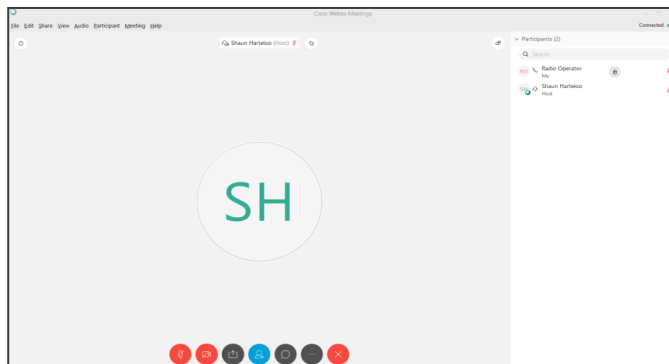 Cisco Webex Meetings
File Edit Share View Audio Participant Meeting Help
Connected
Shaun Harteloo (Host)
Participants (2)
Search
RO Radio Operator
Me
SH Shaun Harteloo
Host
SH